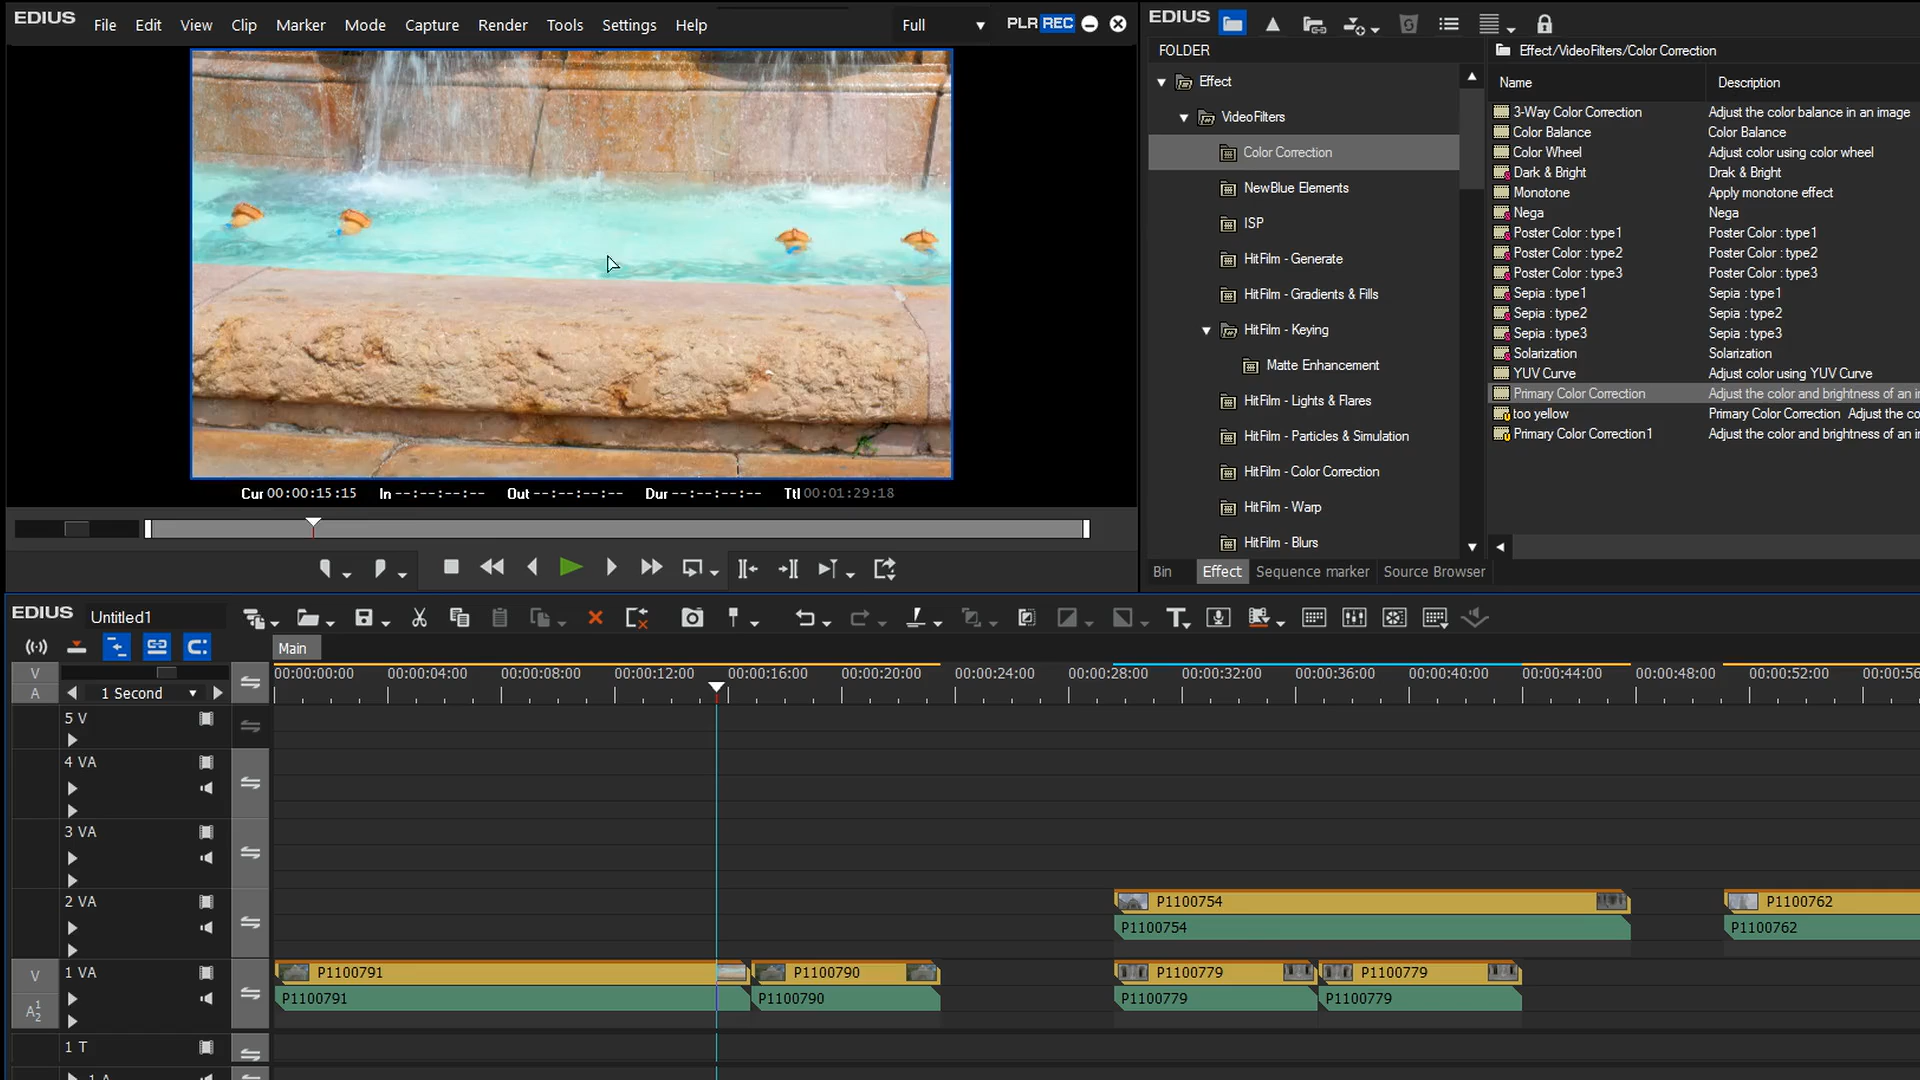 EDIUS File Edit View Clip Marker Mode Capture Render Tools Settings Help Full PLR REC
Cur 00:00:15:15 In --:--:--:-- Out --:--:--:-- Dur --:--:--:-- Ttl 00:01:29:18
EDIUS
FOLDER
Effect
VideoFilters
Color Correction
NewBlue Elements
ISP
HitFilm - Generate
HitFilm - Gradients & Fills
HitFilm - Keying
Matte Enhancement
HitFilm - Lights & Flares
HitFilm - Particles & Simulation
HitFilm - Color Correction
HitFilm - Warp
HitFilm - Blurs
Effect/VideoFilters/Color Correction
Name Description
3-Way Color Correction Adjust the color balance in an image
Color Balance Color Balance
Color Wheel Adjust color using color wheel
Dark & Bright Drak & Bright
Monotone Apply monotone effect
Nega Nega
Poster Color : type1 Poster Color : type1
Poster Color : type2 Poster Color : type2
Poster Color : type3 Poster Color : type3
Sepia : type1 Sepia : type1
Sepia : type2 Sepia : type2
Sepia : type3 Sepia : type3
Solarization Solarization
YUV Curve Adjust color using YUV Curve
Primary Color Correction Adjust the color and brightness of an i
too yellow Primary Color Correction Adjust the co
Primary Color Correction1 Adjust the color and brightness of an i
Bin Effect Sequence marker Source Browser
EDIUS Untitled1
Main
V 00:00:00:00 00:00:04:00 00:00:08:00 00:00:12:00 00:00:16:00 00:00:20:00 00:00:24:00 00:00:28:00 00:00:32:00 00:00:36:00 00:00:40:00 00:00:44:00 00:00:48:00 00:00:52:00 00:00:56
A 1 Second
5 V
4 VA
3 VA
2 VA P1100754 P1100762
P1100754 P1100762
V 1 VA P1100791 P1100790 P1100779 P1100779
A12 P1100791 P1100790 P1100779 P1100779
1 T
1 A